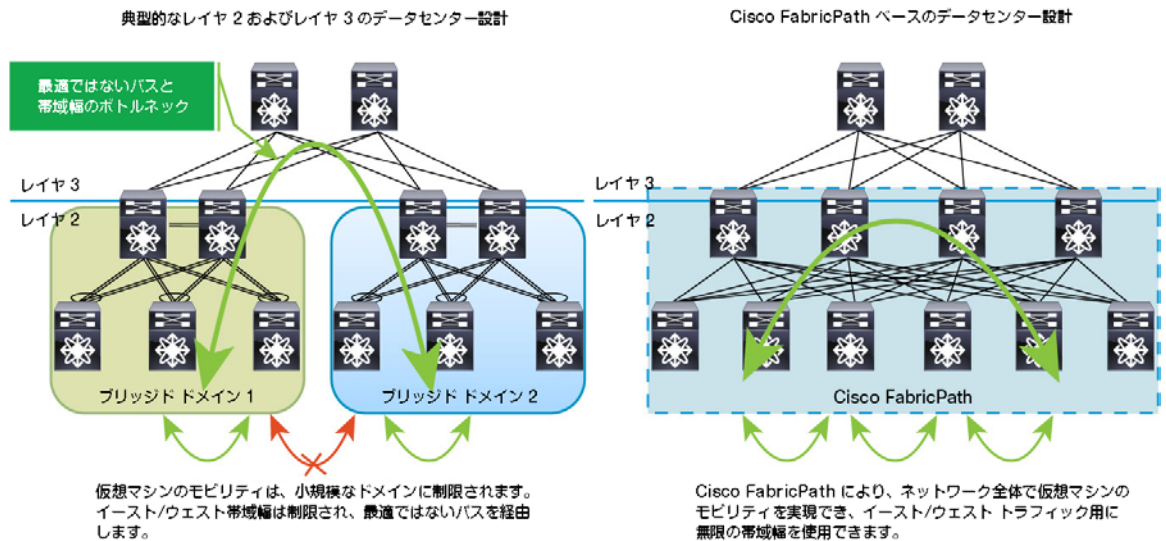 典型的なレイヤ 2 およびレイヤ 3 のデータセンター設計
最適ではないパスと
帯域幅のボトルネック
レイヤ 3
レイヤ 2
ブリッジド ドメイン 1
ブリッジド ドメイン 2
仮想マシンのモビリティは、小規模なドメインに制限されます。
イースト/ウェスト帯域幅は制限され、最適ではないパスを経由
します。
Cisco FabricPath ベースのデータセンター設計
レイヤ 3
レイヤ 2
Cisco FabricPath
Cisco FabricPath により、ネットワーク全体で仮想マシンの
モビリティを実現でき、イースト/ウェスト トラフィック用に
無限の帯域幅を使用できます。